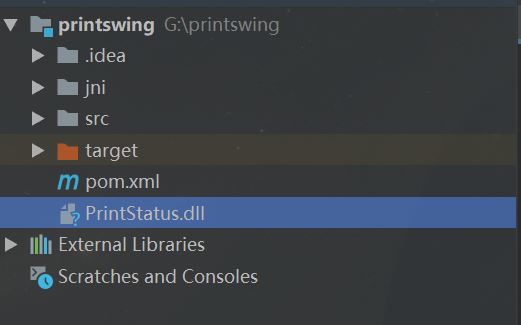 printswing G:\printswing
.idea
jni
src
target
pom.xml
PrintStatus.dll
External Libraries
Scratches and Consoles